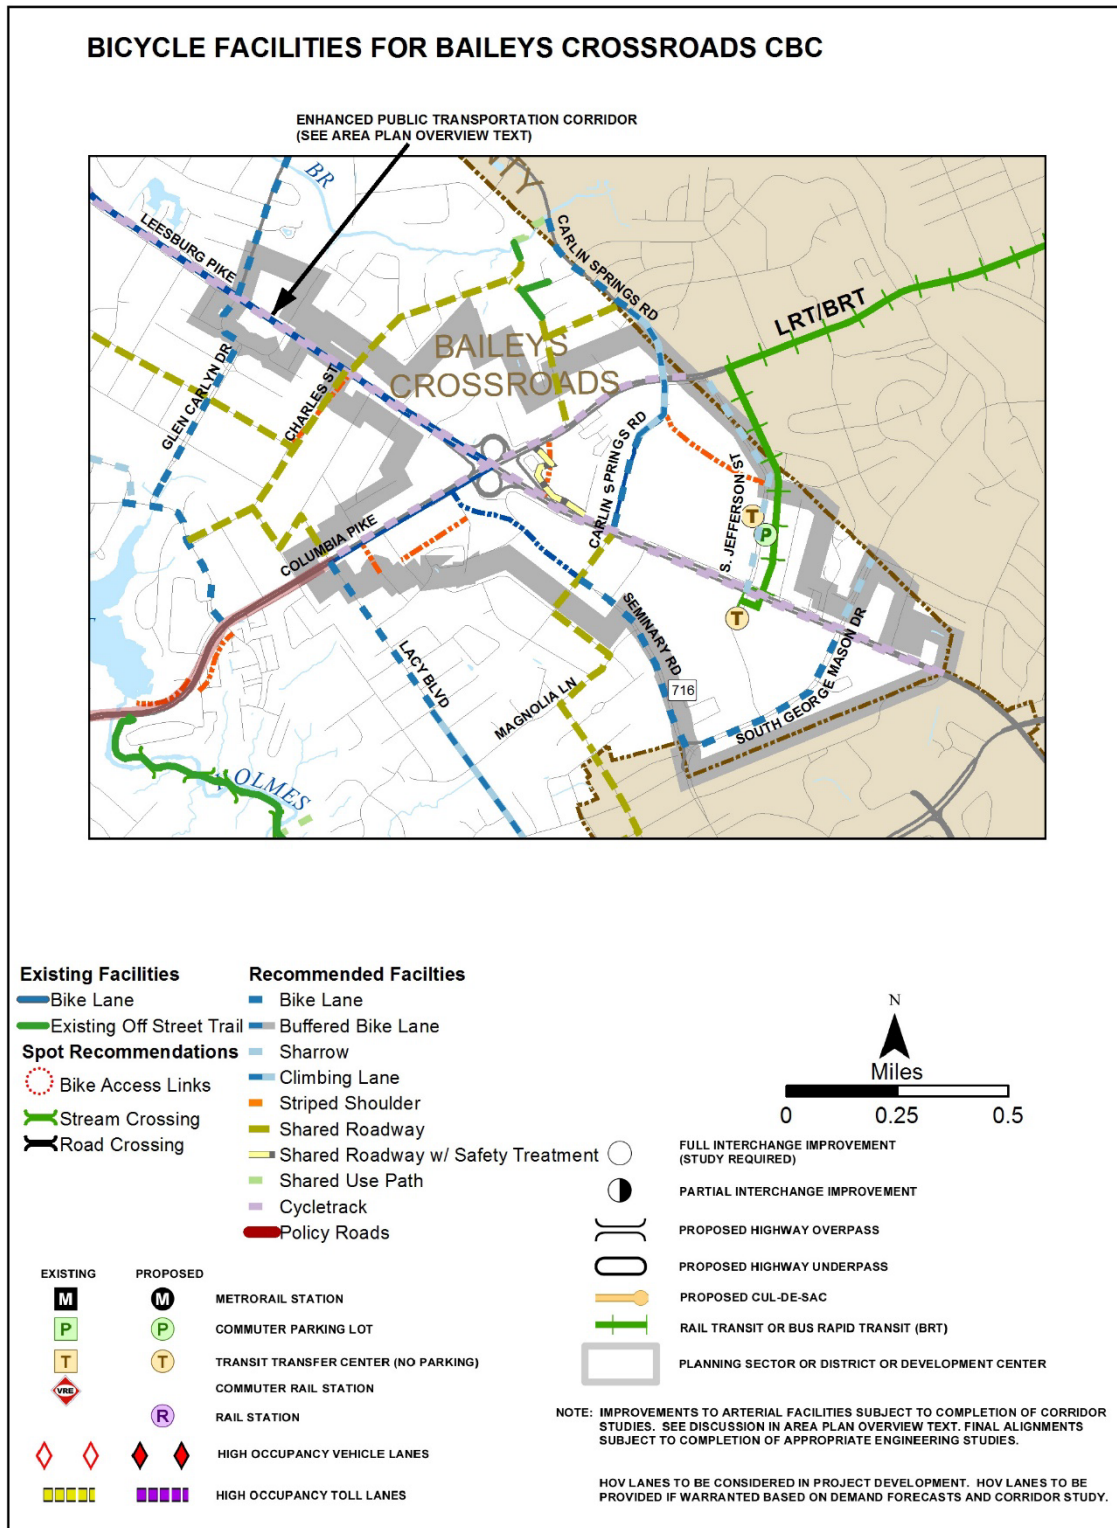 BICYCLE FACILITIES FOR BAILEYS CROSSROADS CBC
ENHANCED PUBLIC TRANSPORTATION CORRIDOR
(SEE AREA PLAN OVERVIEW TEXT)
BR
NTY
LEESBURG PIKE
CARLIN SPRINGS RD
LRT/BRT
BAILEYS
CROSSROADS
GLEN CARLYN DR
CHARLES ST
CARLIN SPRINGS RD
S. JEFFERSON ST
T
P
COLUMBIA PIKE
T
SEMINARY RD
LACY BLVD
MAGNOLIA LN
716
SOUTH GEORGE MASON DR
OLMES
Existing Facilities
Bike Lane
Existing Off Street Trail
Spot Recommendations
Bike Access Links
Stream Crossing
Road Crossing
Recommended Facilties
Bike Lane
Buffered Bike Lane
Sharrow
Climbing Lane
Striped Shoulder
Shared Roadway
Shared Roadway w/ Safety Treatment
Shared Use Path
Cycletrack
Policy Roads
N
Miles
0 0.25 0.5
FULL INTERCHANGE IMPROVEMENT
(STUDY REQUIRED)
PARTIAL INTERCHANGE IMPROVEMENT
PROPOSED HIGHWAY OVERPASS
PROPOSED HIGHWAY UNDERPASS
PROPOSED CUL-DE-SAC
RAIL TRANSIT OR BUS RAPID TRANSIT (BRT)
PLANNING SECTOR OR DISTRICT OR DEVELOPMENT CENTER
EXISTING PROPOSED
M M METRORAIL STATION
P P COMMUTER PARKING LOT
T T TRANSIT TRANSFER CENTER (NO PARKING)
VRE COMMUTER RAIL STATION
R RAIL STATION
HIGH OCCUPANCY VEHICLE LANES
HIGH OCCUPANCY TOLL LANES
NOTE: IMPROVEMENTS TO ARTERIAL FACILITIES SUBJECT TO COMPLETION OF CORRIDOR
STUDIES. SEE DISCUSSION IN AREA PLAN OVERVIEW TEXT. FINAL ALIGNMENTS
SUBJECT TO COMPLETION OF APPROPRIATE ENGINEERING STUDIES.
HOV LANES TO BE CONSIDERED IN PROJECT DEVELOPMENT. HOV LANES TO BE
PROVIDED IF WARRANTED BASED ON DEMAND FORECASTS AND CORRIDOR STUDY.